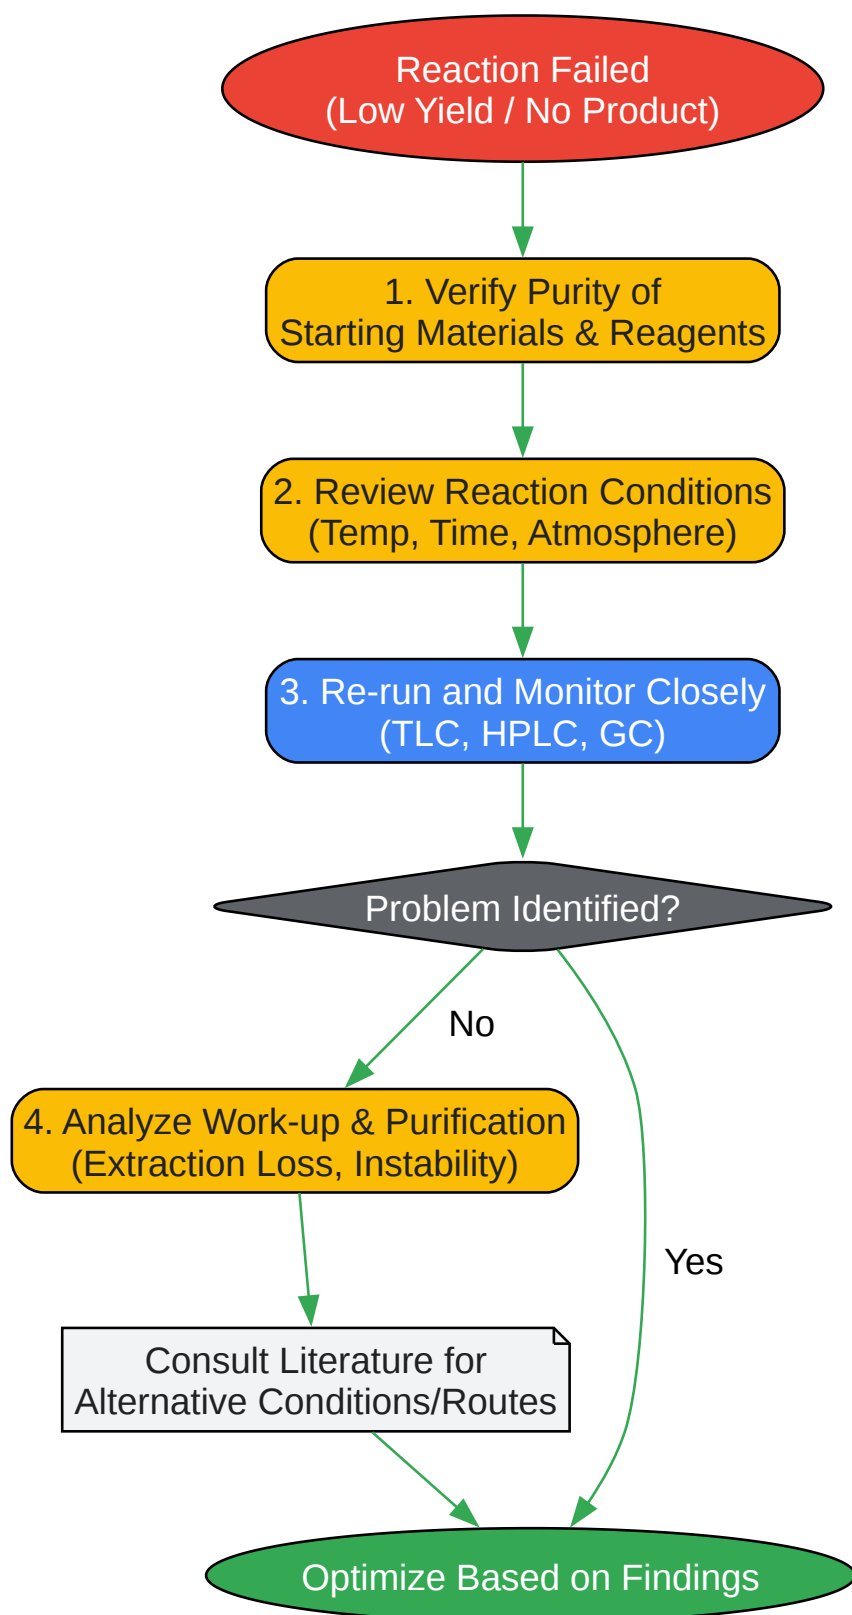 Reaction Failed
(Low Yield / No Product)
1. Verify Purity of
Starting Materials & Reagents
2. Review Reaction Conditions
(Temp, Time, Atmosphere)
3. Re-run and Monitor Closely
(TLC, HPLC, GC)
Problem Identified?
No
4. Analyze Work-up & Purification
(Extraction Loss, Instability)
Yes
Consult Literature for
Alternative Conditions/Routes
Optimize Based on Findings